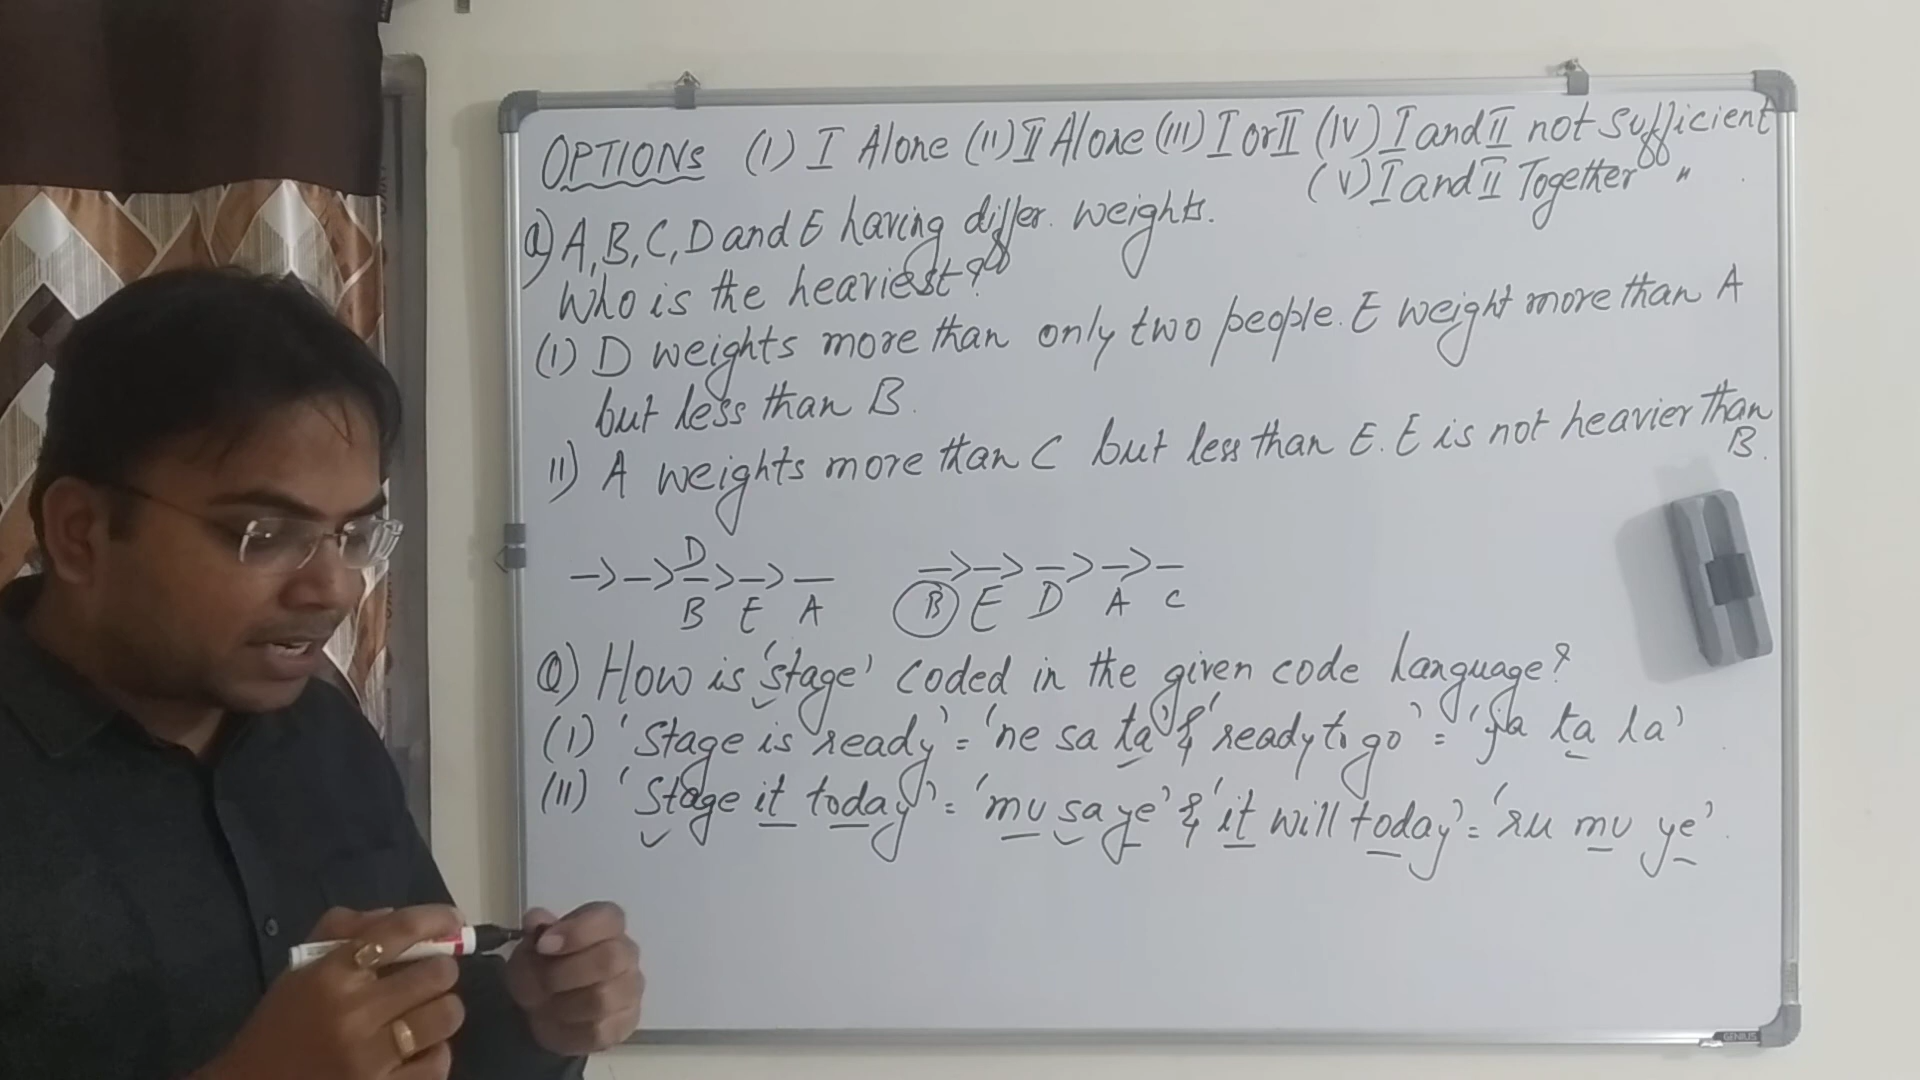 OPTIONs (I) I Alone (II) II Alone (III) I or II (IV) I and II not sufficient
(V) I and II Together "
Q) A, B, C, D and E having differ. weights.
Who is the heaviest?
(I) D weights more than only two people. E weight more than A
but less than B.
II) A weights more than C but less than E. E is not heavier than
B.
_ > _ > D > _ > _
B E A
_ > _ > _ > _ > _
B E D A C
Q) How is 'stage' coded in the given code language?
(I) 'Stage is ready' = 'ne sa ta' & 'ready to go' = 'ja ta la'
(II) 'Stage it today' = 'mu sa ye' & 'it will today' = 'ru mu ye'.
GENIUS